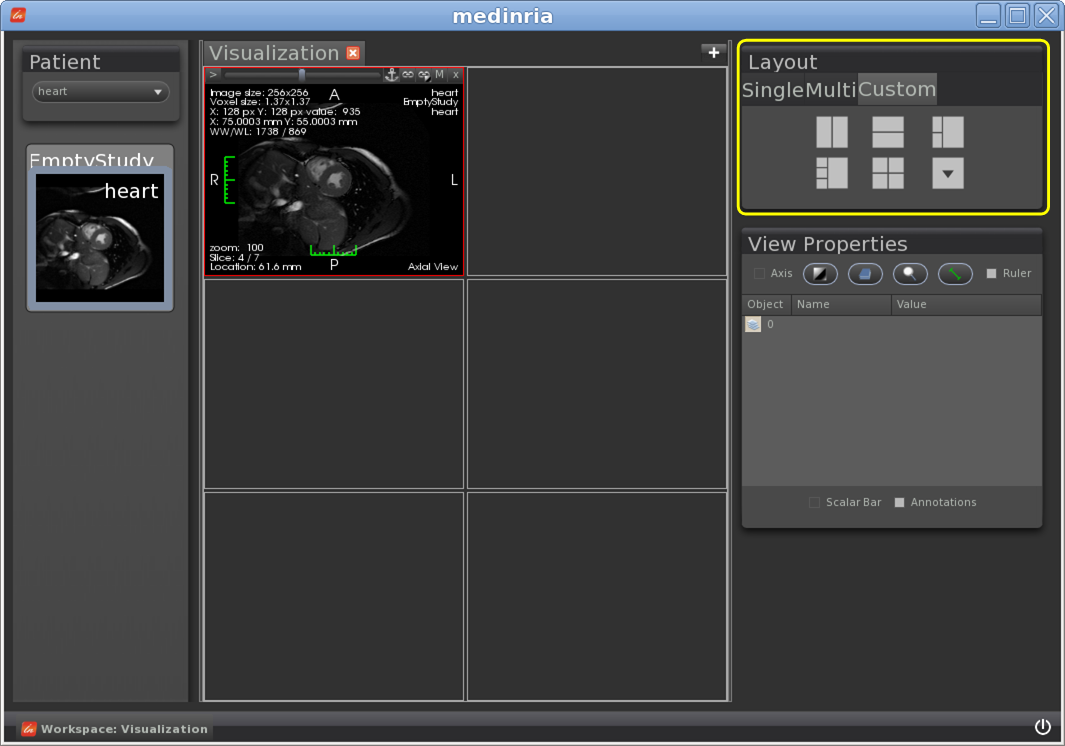 medinria
Patient
heart
EmptyStudy
heart
Visualization
> M x
Image size: 256x256
Voxel size: 1.37x1.37
X: 128 px Y: 128 px value: 935
X: 75.0003 mm Y: 55.0003 mm
WW/WL: 1738 / 869
A
heart
EmptyStudy
heart
R
L
zoom: 100
Slice: 4 / 7
Location: 61.6 mm
P
Axial View
+
Layout
Single Multi Custom
View Properties
Axis Ruler
Object Name Value
0
Scalar Bar Annotations
Workspace: Visualization